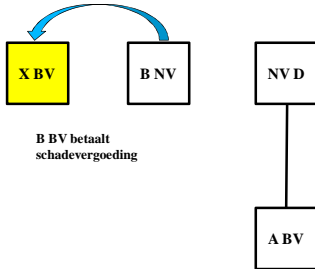 X BV
B NV
NV D
B BV betaalt
schadevergoeding
A BV